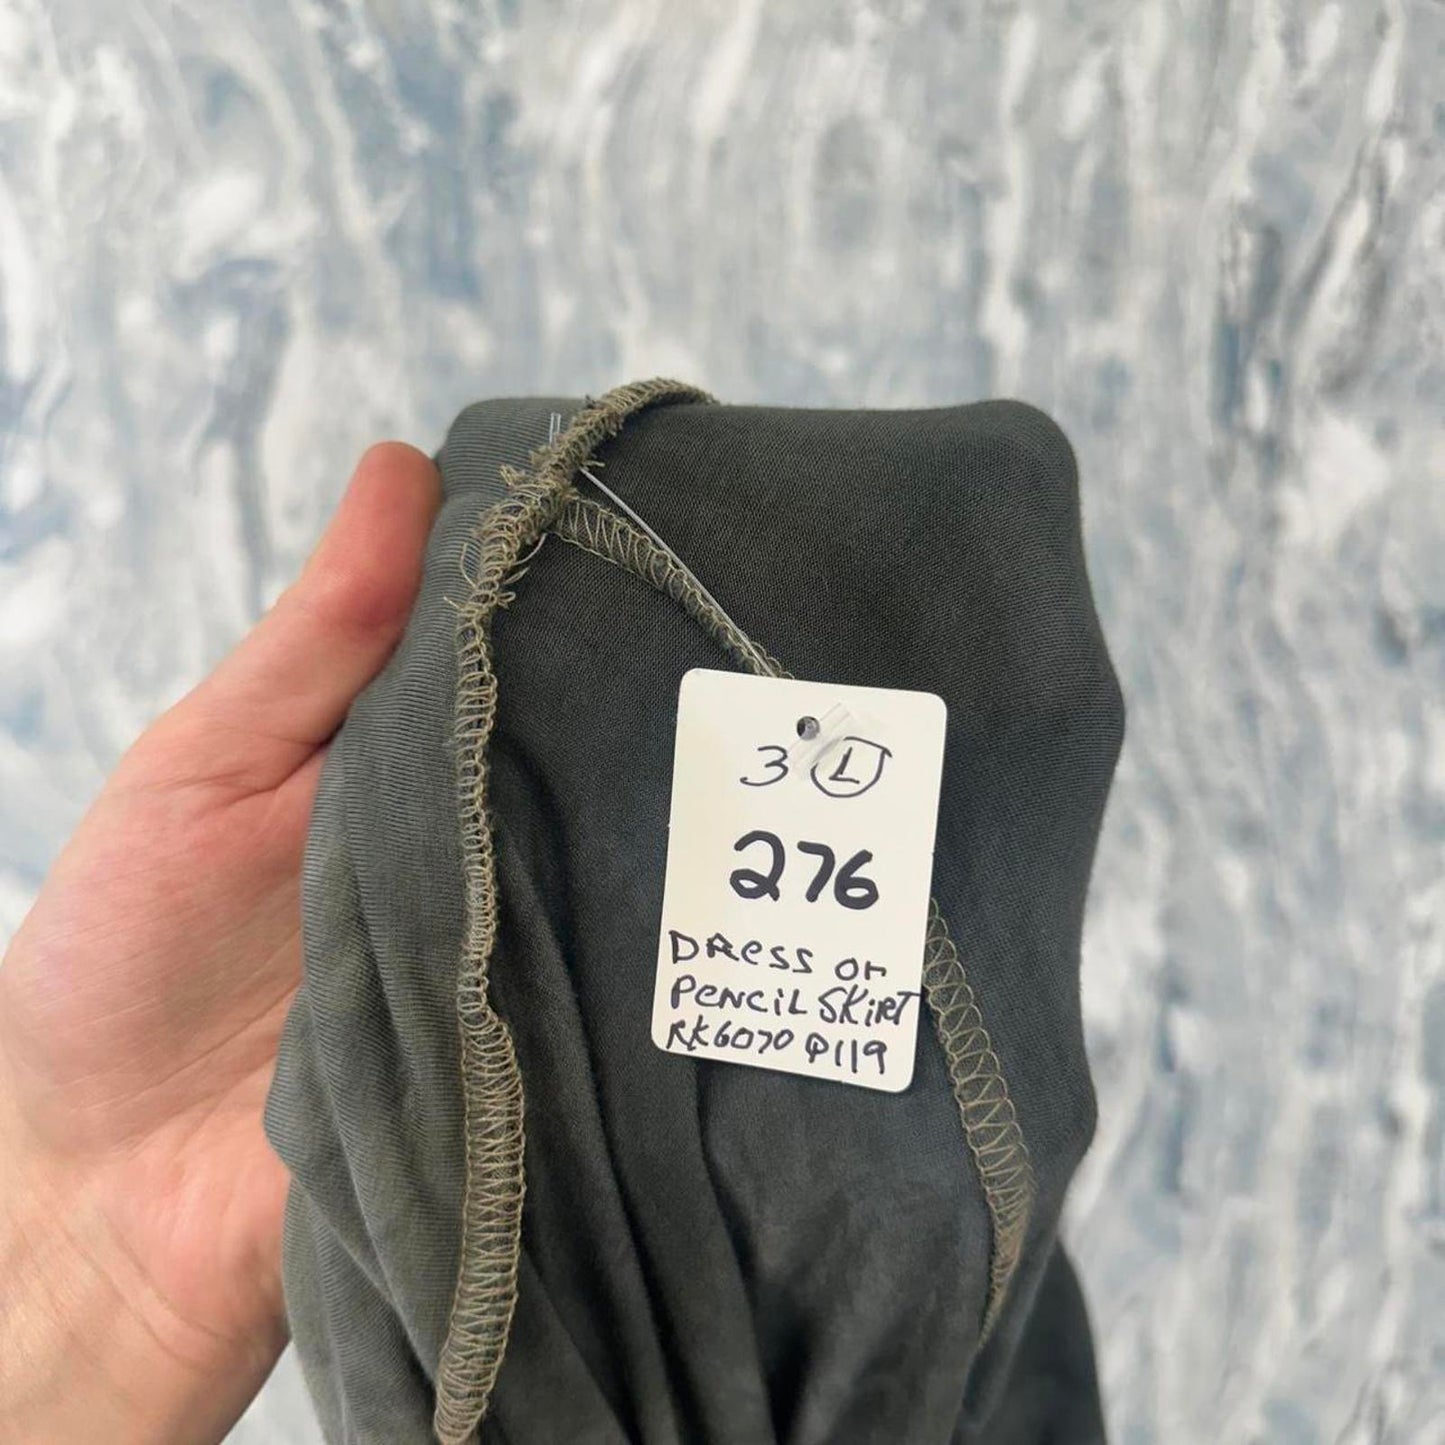 3 L
276
DRess OR
PeNCiL SKiRT
RK6070 P119